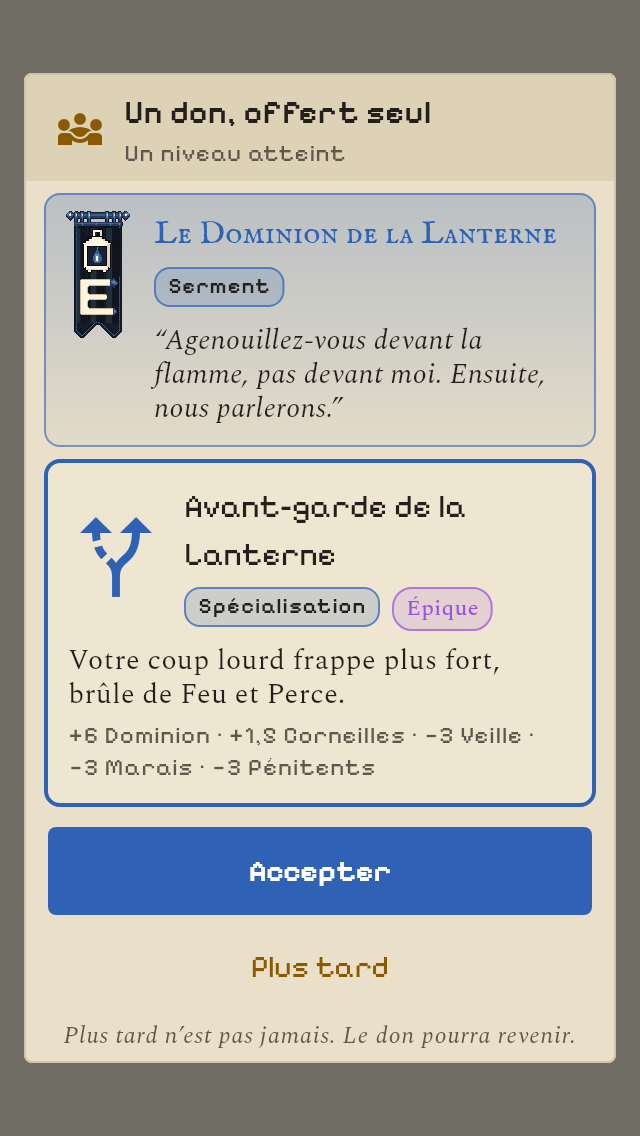 Un don, offert seul
Un niveau atteint
Le Dominion de la Lanterne
E
Serment
“Agenouillez-vous devant la
flamme, pas devant moi. Ensuite,
nous parlerons.”
Avant-garde de la
Lanterne
Spécialisation
Épique
Votre coup lourd frappe plus fort,
brûle de Feu et Perce.
+6 Dominion · +1,8 Corneilles · −3 Veille ·
−3 Marais · −3 Pénitents
Accepter
Plus tard
Plus tard n’est pas jamais. Le don pourra revenir.